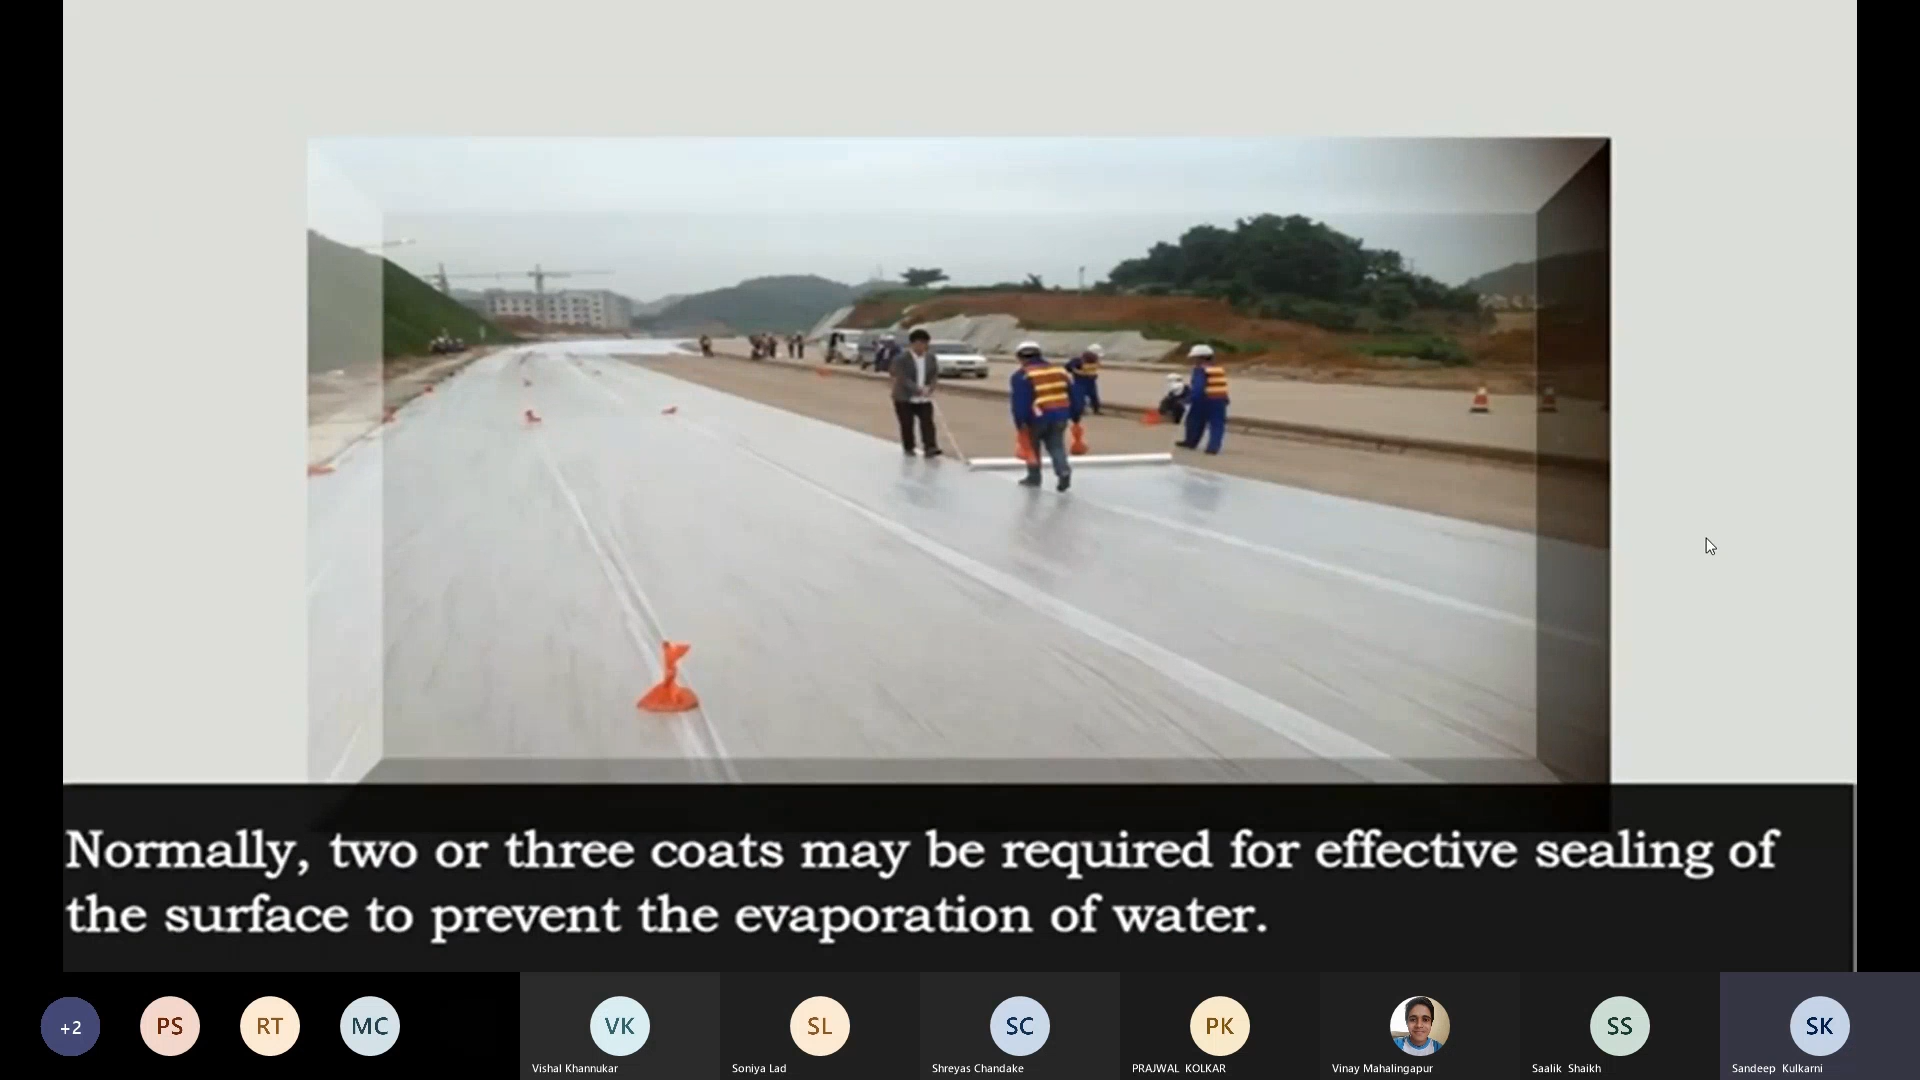 Normally, two or three coats may be required for effective sealing of
the surface to prevent the evaporation of water.
+2
PS
RT
MC
VK
SL
SC
PK
SS
SK
Vishal Khannukar
Soniya Lad
Shreyas Chandake
PRAJWAL KOLKAR
Vinay Mahalingapur
Saalik Shaikh
Sandeep Kulkarni